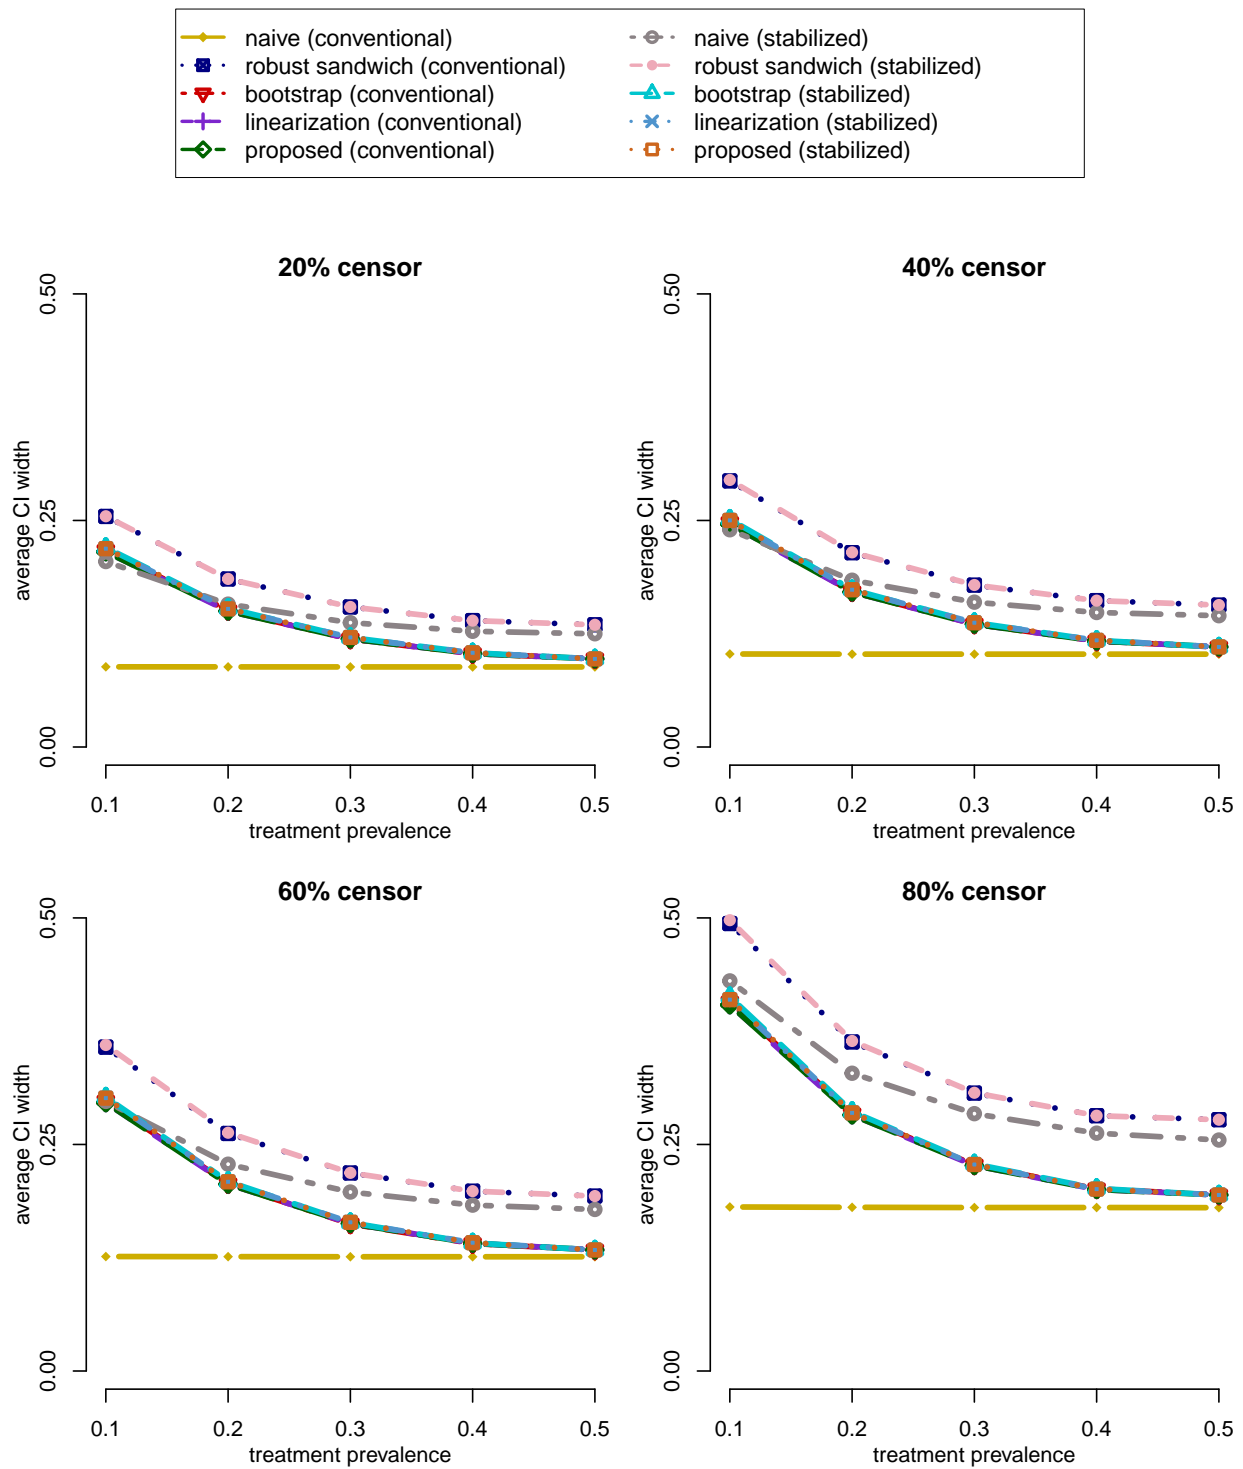 naive (conventional)
robust sandwich (conventional)
bootstrap (conventional)
linearization (conventional)
proposed (conventional)
naive (stabilized)
robust sandwich (stabilized)
bootstrap (stabilized)
linearization (stabilized)
proposed (stabilized)
20% censor
average CI width
0.50
0.25
0.00
0.1 0.2 0.3 0.4 0.5
treatment prevalence
40% censor
average CI width
0.50
0.25
0.00
0.1 0.2 0.3 0.4 0.5
treatment prevalence
60% censor
average CI width
0.50
0.25
0.00
0.1 0.2 0.3 0.4 0.5
treatment prevalence
80% censor
average CI width
0.50
0.25
0.00
0.1 0.2 0.3 0.4 0.5
treatment prevalence